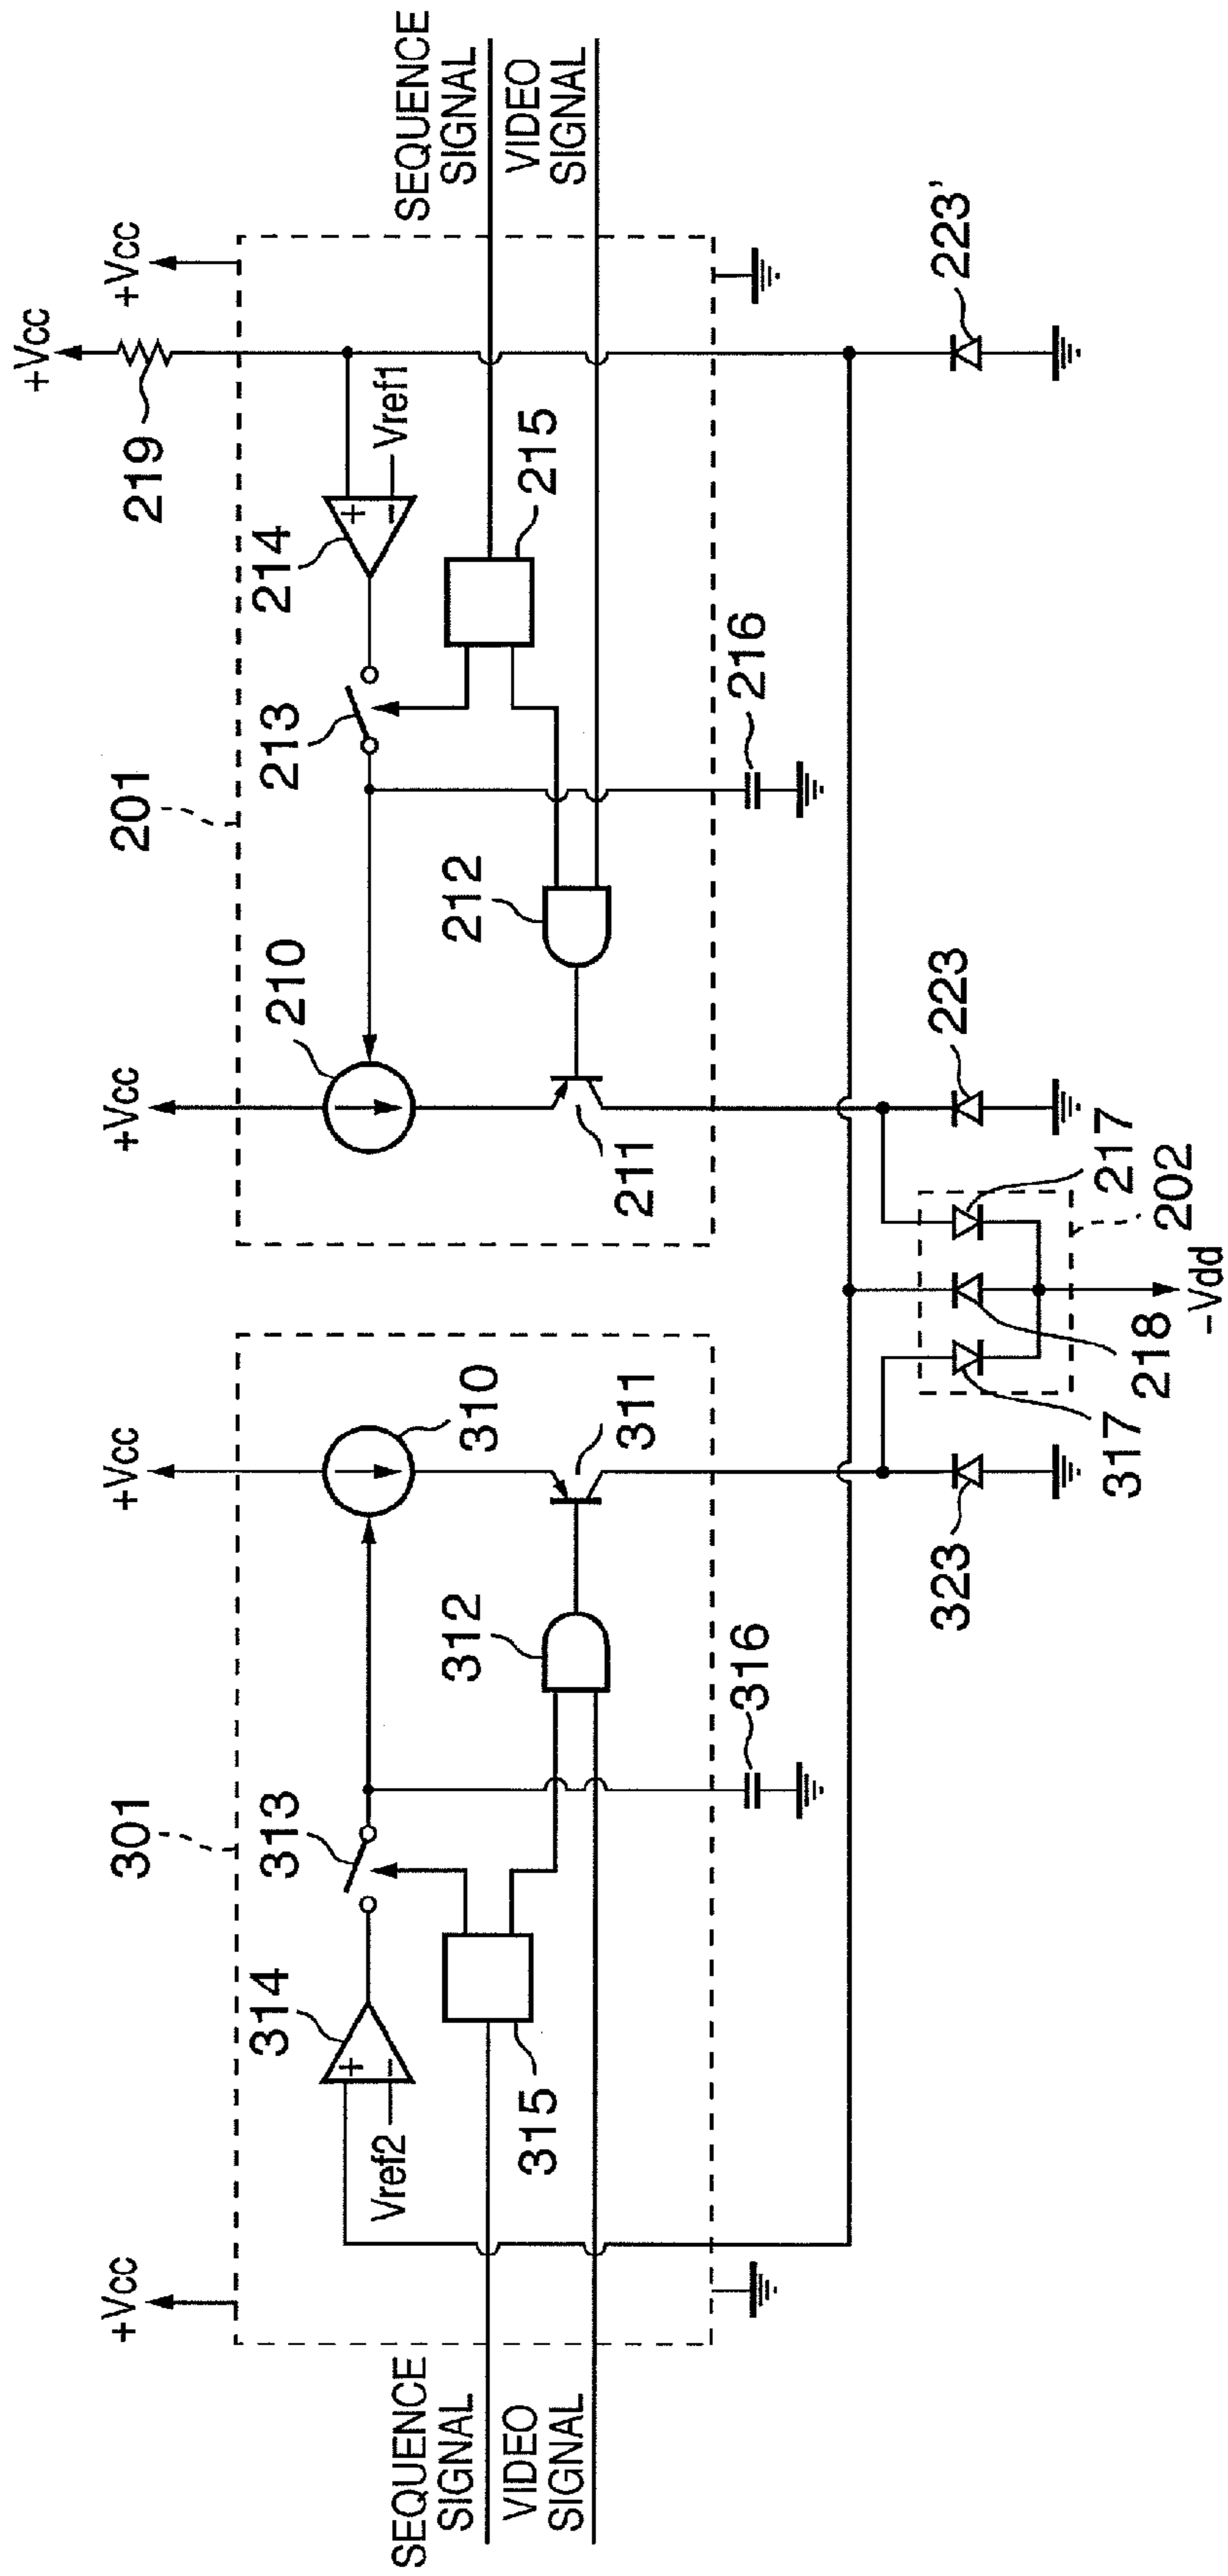 +Vcc
301
+Vcc
201
+Vcc
+Vcc
+Vcc
219
SEQUENCE
SIGNAL
VIDEO
SIGNAL
314
+
−
Vref2
313
310
210
213
214
+
−
Vref1
SEQUENCE
SIGNAL
VIDEO
SIGNAL
315
312
311
211
212
215
316
216
323
317
218
-Vdd
202
217
223
223'